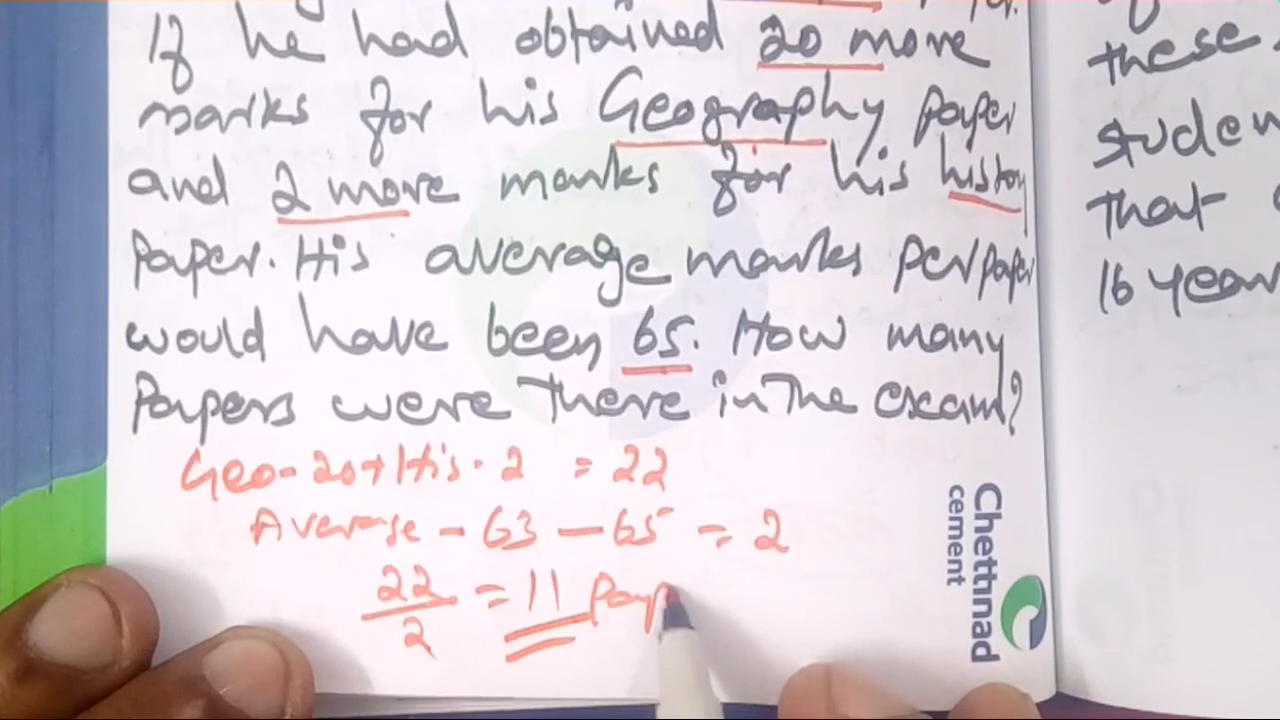 If he had obtained 20 more
marks for his Geography paper
and 2 more marks for his history
paper. His average marks per paper
would have been 65. How many
Papers were there in the exam?
Geo-20+His-2 = 22
Average - 63 - 65 = 2
22/2 = 11 Pap
these
studen
that
16 year
Chettinad
cement